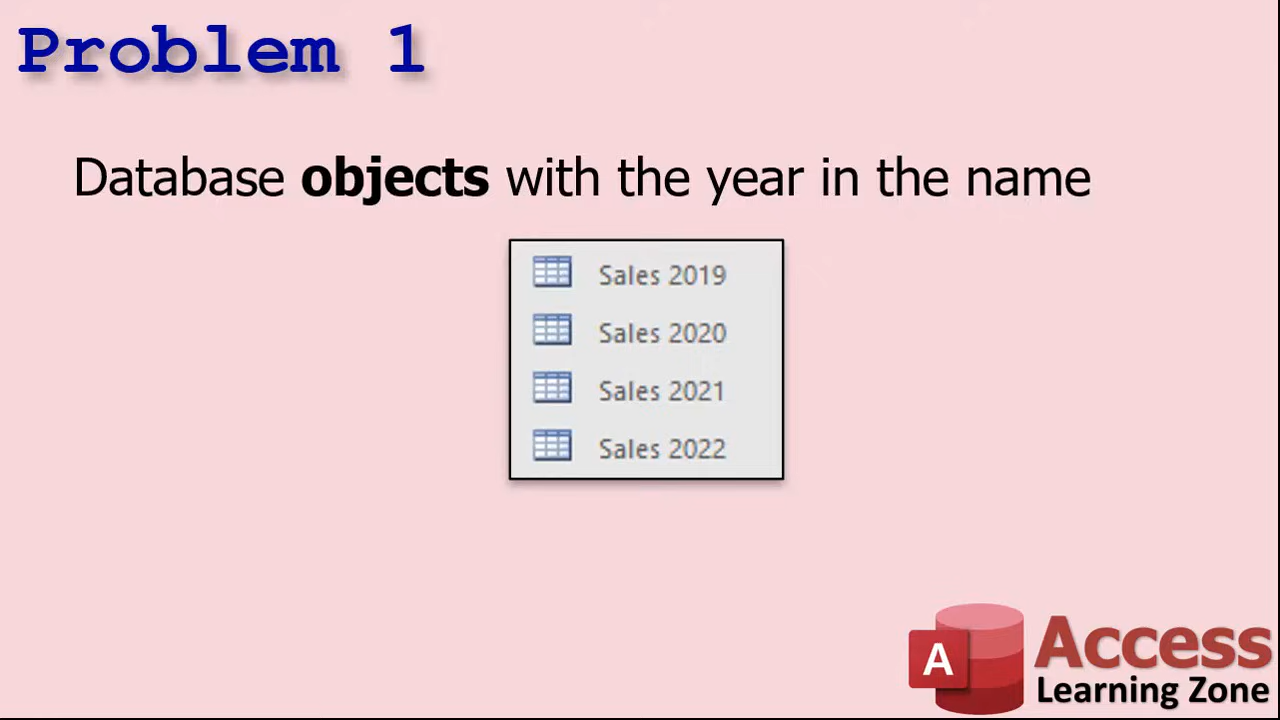 Problem 1
Database objects with the year in the name
Sales 2019
Sales 2020
Sales 2021
Sales 2022
A
Access
Learning Zone